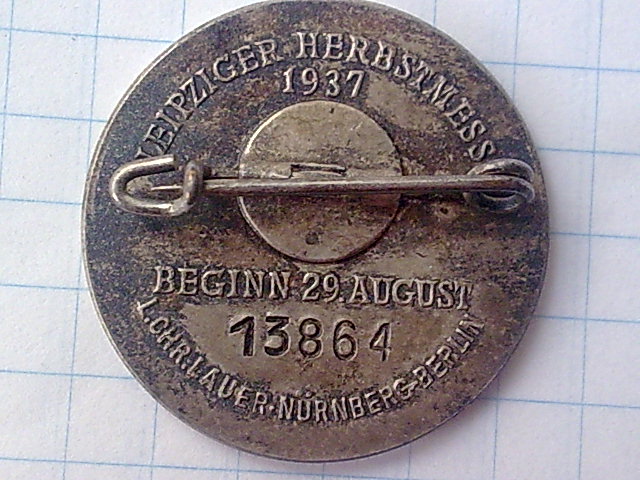 LEIPZIGER HERBSTMESSE
1937
BEGINN 29. AUGUST
13864
L.CHR.LAUER·NÜRNBERG-BERLIN